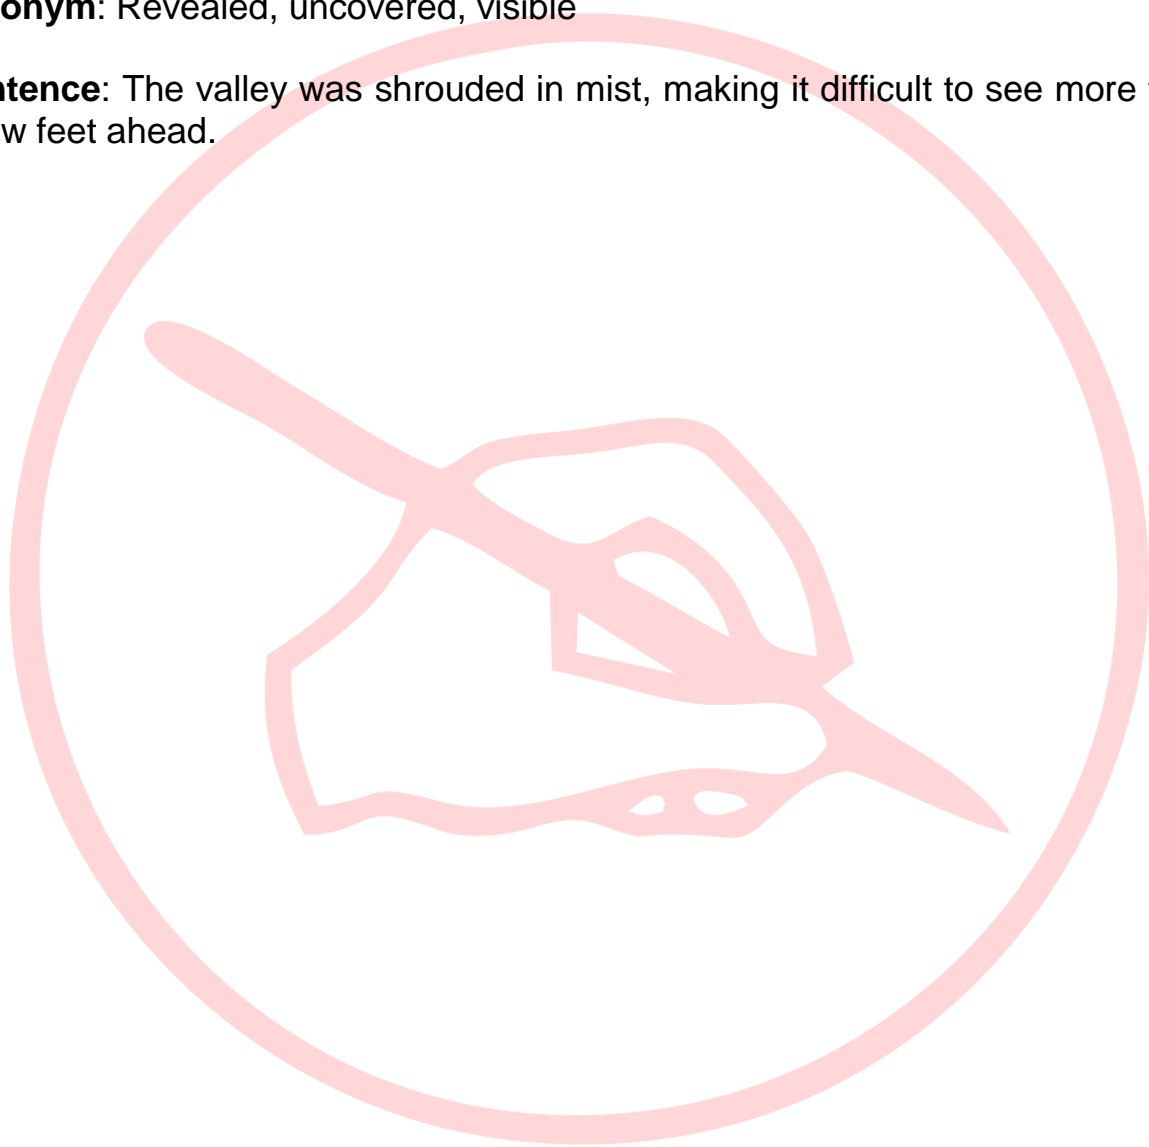 onym: Revealed, uncovered, visible
ntence: The valley was shrouded in mist, making it difficult to see more
w feet ahead.